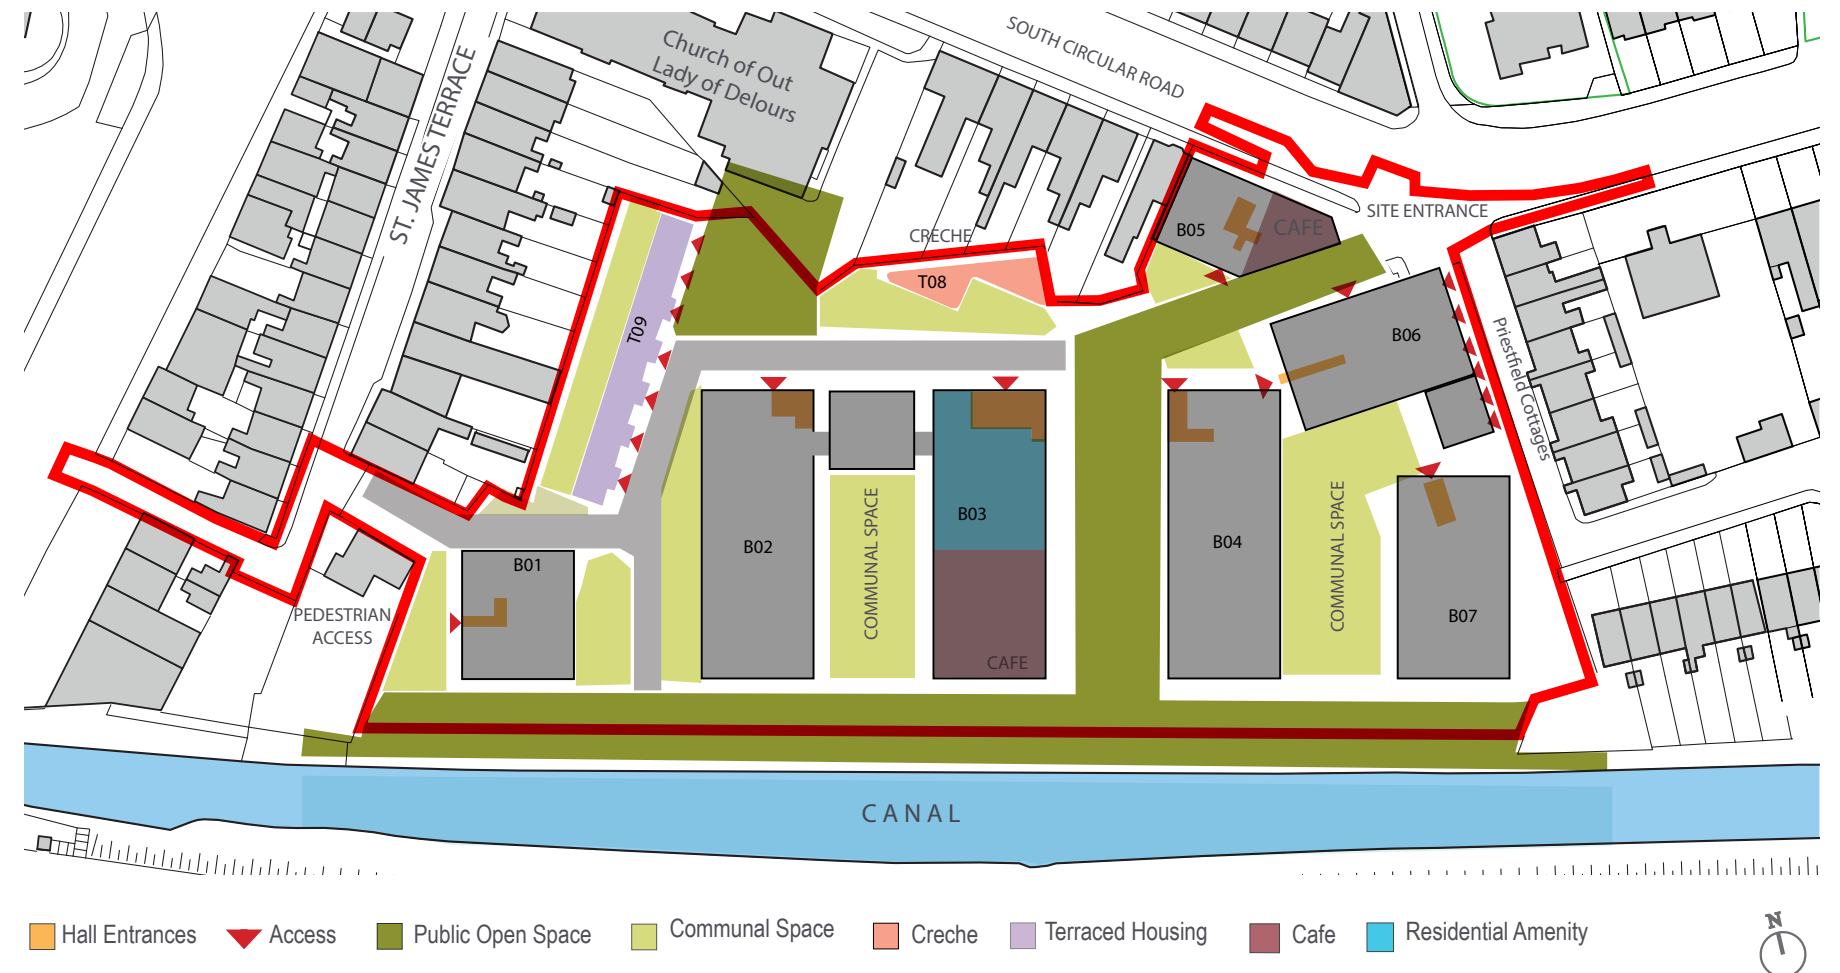 Church of Out
Lady of Delours
SOUTH CIRCULAR ROAD
ST. JAMES TERRACE
SITE ENTRANCE
B05
CAFE
CRECHE
T08
T09
B06
Priestfield Cottages
B03
B02
COMMUNAL SPACE
B04
COMMUNAL SPACE
B01
PEDESTRIAN
ACCESS
B07
CAFE
CANAL
Hall Entrances
Access
Public Open Space
Communal Space
Creche
Terraced Housing
Cafe
Residential Amenity
N